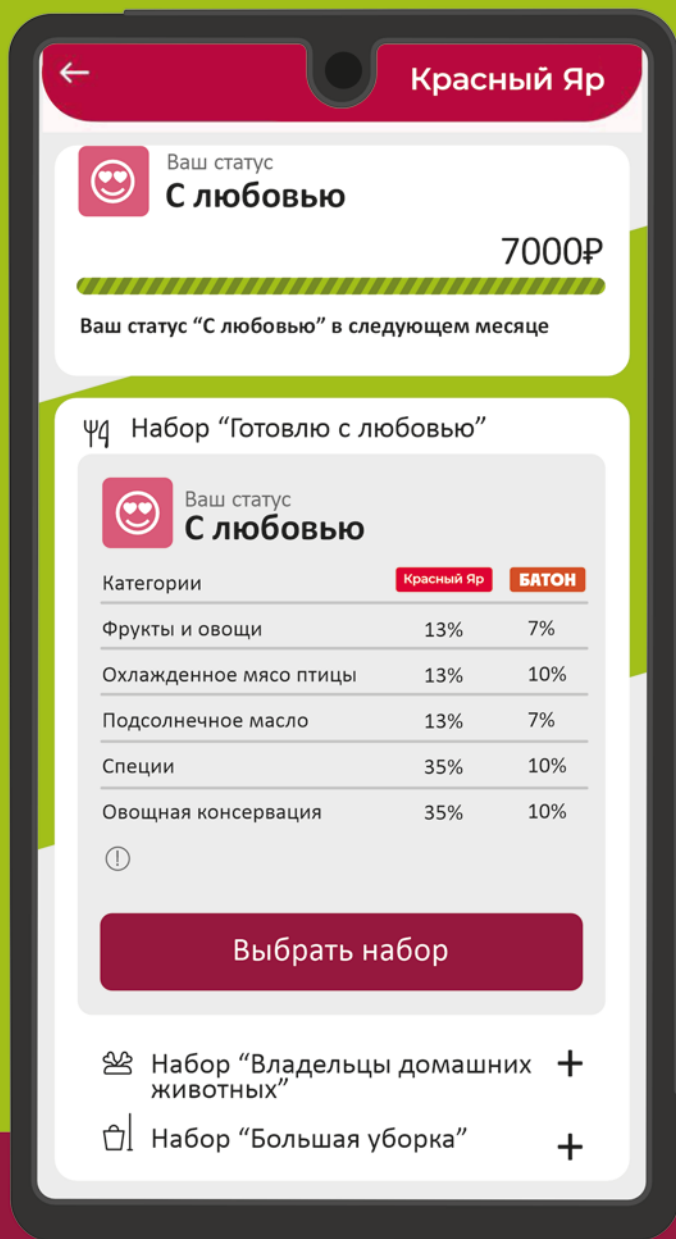 Красный Яр
Ваш статус
С любовью
7000₽
Ваш статус “С любовью” в следующем месяце
Набор “Готовлю с любовью”
Ваш статус
С любовью
Категории Красный Яр БАТОН
Фрукты и овощи 13% 7%
Охлажденное мясо птицы 13% 10%
Подсолнечное масло 13% 7%
Специи 35% 10%
Овощная консервация 35% 10%
Выбрать набор
Набор “Владельцы домашних
животных”
Набор “Большая уборка”